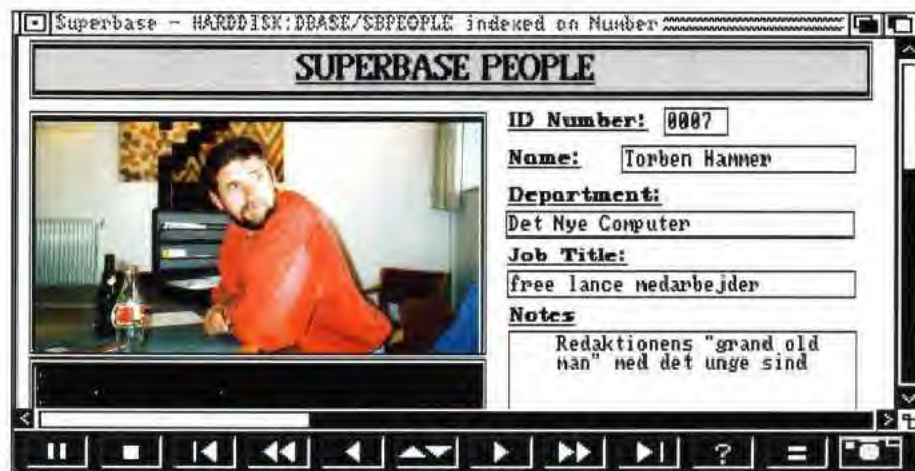 Superbase - HARDDISK:DBASE/SBPEOPLE indexed on Number
SUPERBASE PEOPLE
ID Number: 0007
Name: Torben Hammer
Department:
Det Nye Computer
Job Title:
free lance medarbejder
Notes
Redaktionens "grand old
man" med det unge sind
? =